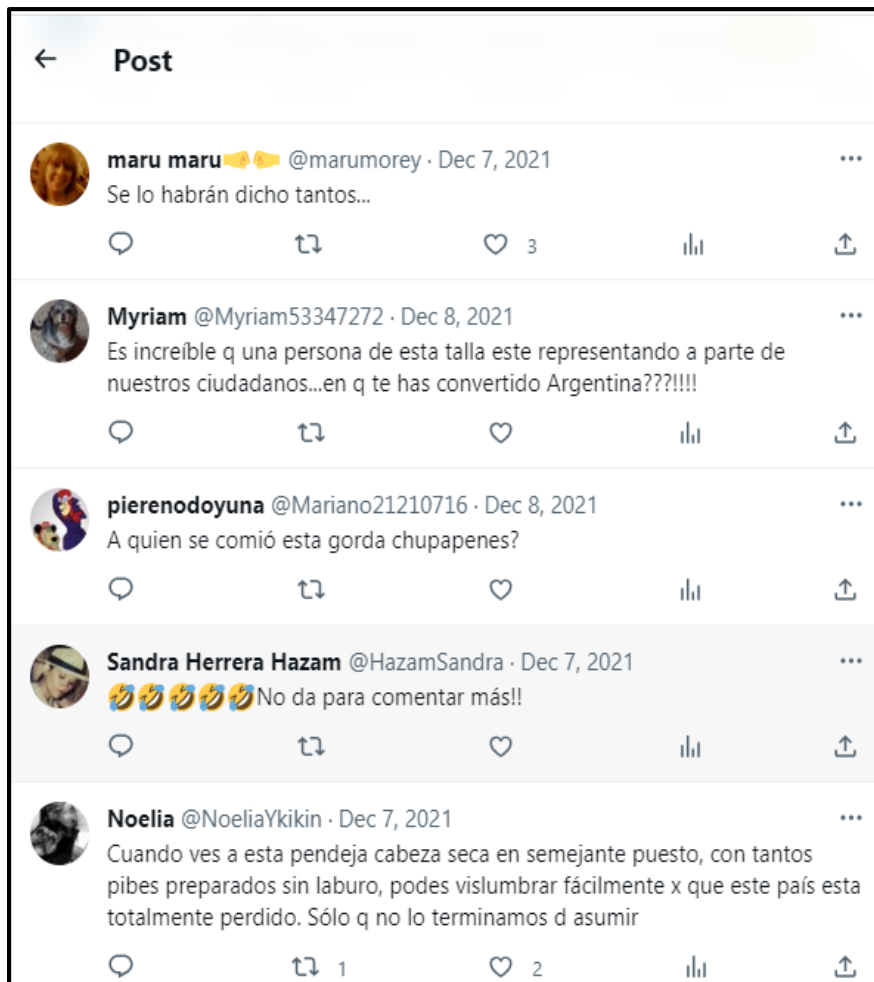 Post
maru maru🤜🤛 @marumorey · Dec 7, 2021
Se lo habrán dicho tantos...
3
Myriam @Myriam53347272 · Dec 8, 2021
Es increíble q una persona de esta talla este representando a parte de
nuestros ciudadanos...en q te has convertido Argentina???!!!!
pierenodoyuna @Mariano21210716 · Dec 8, 2021
A quien se comió esta gorda chupapenes?
Sandra Herrera Hazam @HazamSandra · Dec 7, 2021
🤣🤣🤣🤣🤣No da para comentar más!!
Noelia @NoeliaYkikin · Dec 7, 2021
Cuando ves a esta pendeja cabeza seca en semejante puesto, con tantos
pibes preparados sin laburo, podes vislumbrar fácilmente x que este país esta
totalmente perdido. Sólo q no lo terminamos d asumir
1 2